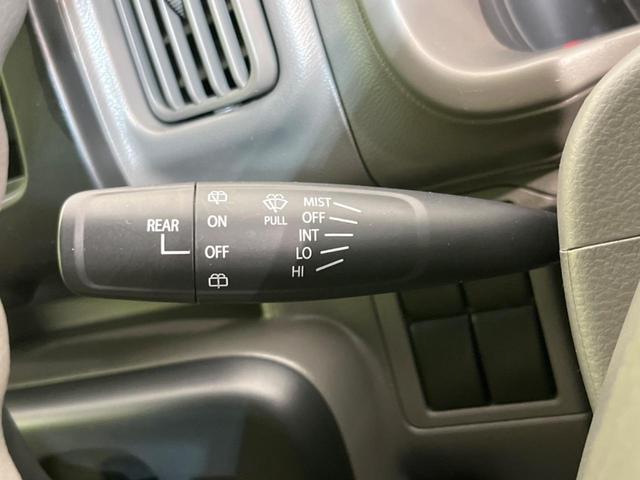 REAR
ON
OFF
PULL
MIST
OFF
INT
LO
HI